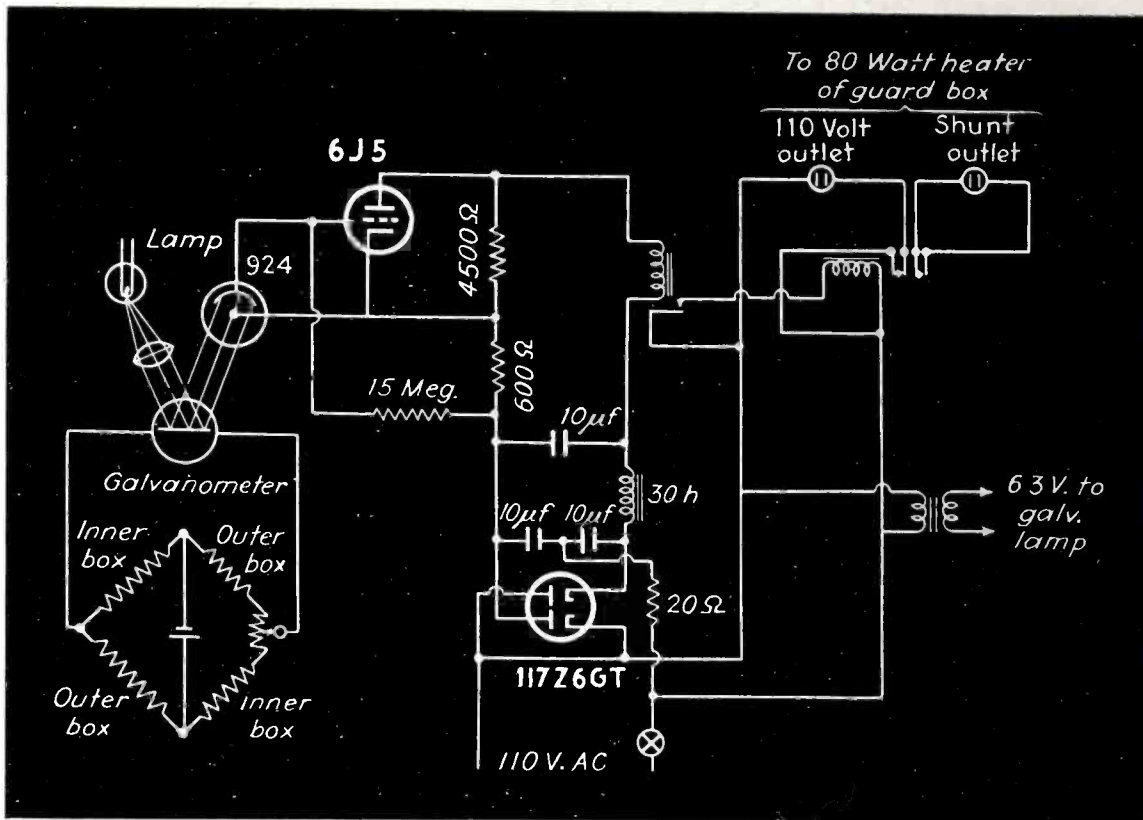 To 80 Watt heater
of guard box
110 Volt
outlet
Shunt
outlet
6J5
Lamp
924
4500Ω
600Ω
15 Meg.
10μf
Galvanometer
30 h
10μf 10μf
6 3 V. to
galv.
lamp
Inner
box
Outer
box
20Ω
117Z6GT
Outer
box
Inner
box
110 V. AC